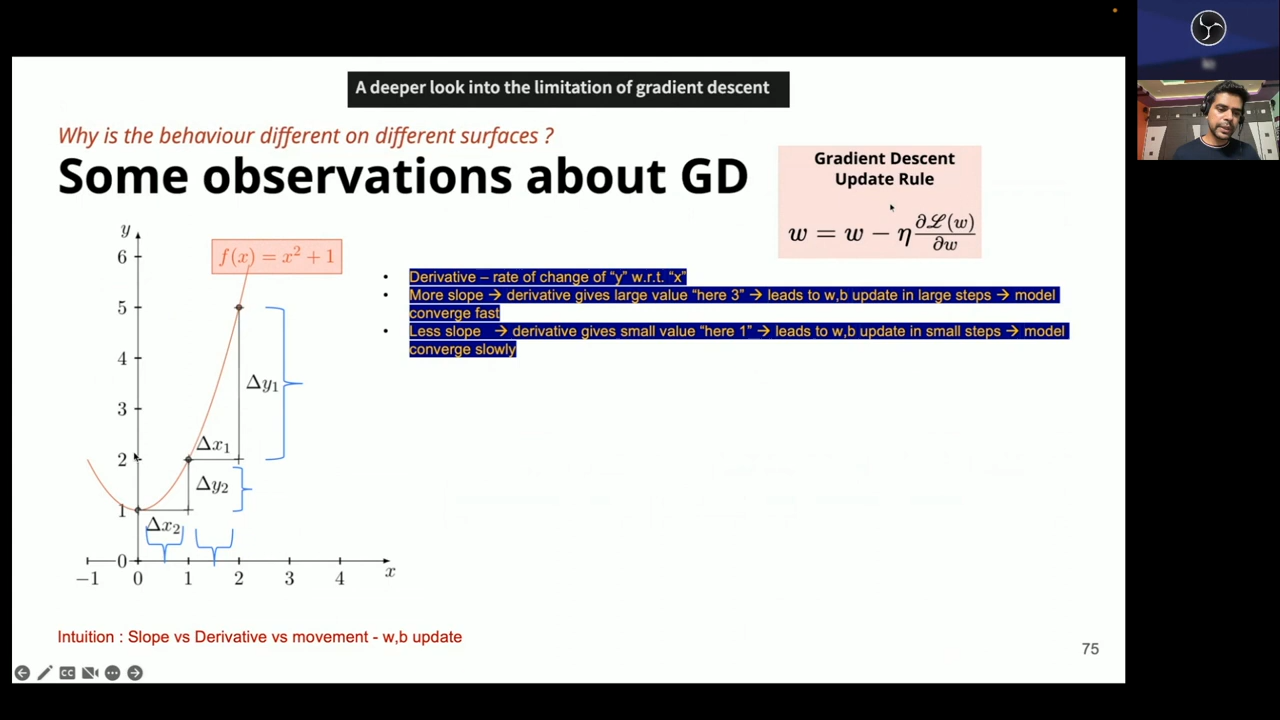 A deeper look into the limitation of gradient descent
Why is the behaviour different on different surfaces ?
Some observations about GD
Gradient Descent
Update Rule
w = w − η ∂ℒ(w)/∂w
y
6
f(x) = x² + 1
5
4
Δy₁
3
Δx₁
2
Δy₂
1
Δx₂
0
−1 0 1 2 3 4 x
• Derivative – rate of change of “y” w.r.t. “x”
• More slope → derivative gives large value “here 3” → leads to w,b update in large steps → model
converge fast
• Less slope → derivative gives small value “here 1” → leads to w,b update in small steps → model
converge slowly
Intuition : Slope vs Derivative vs movement - w,b update
75
CC